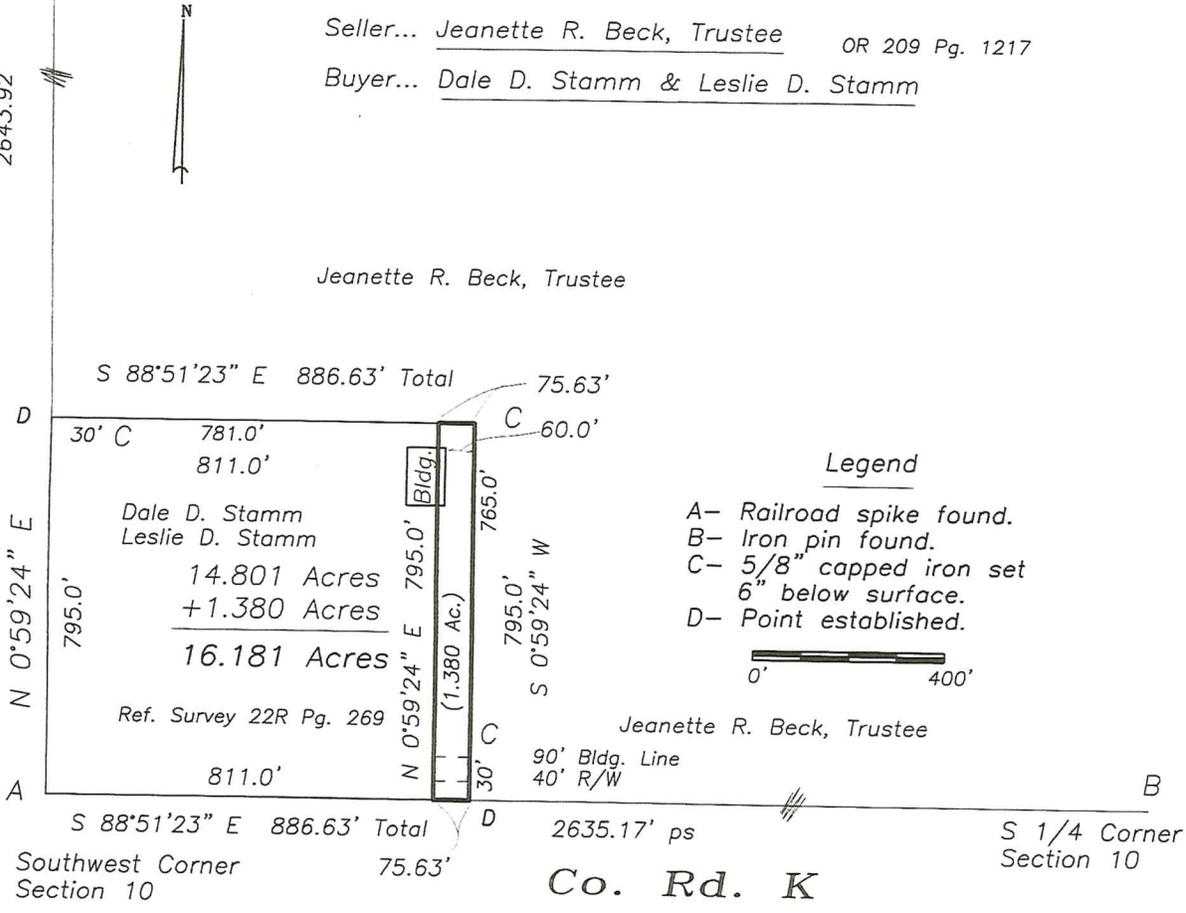 N
Seller... Jeanette R. Beck, Trustee OR 209 Pg. 1217
Buyer... Dale D. Stamm & Leslie D. Stamm
2643.92
Jeanette R. Beck, Trustee
S 88°51'23" E 886.63' Total
75.63'
D
30' C 781.0'
C
60.0'
811.0'
Bldg.
765.0'
Dale D. Stamm
Leslie D. Stamm
14.801 Acres
+1.380 Acres
16.181 Acres
N 0°59'24" E
795.0'
N 0°59'24" E 795.0'
(1.380 Ac.)
795.0'
S 0°59'24" W
Legend
A– Railroad spike found.
B– Iron pin found.
C– 5/8" capped iron set
6" below surface.
D– Point established.
0' 400'
Ref. Survey 22R Pg. 269
Jeanette R. Beck, Trustee
C
90' Bldg. Line
30'
40' R/W
811.0'
A
B
S 88°51'23" E 886.63' Total
D
2635.17' ps
S 1/4 Corner
Section 10
Southwest Corner
Section 10
75.63'
Co. Rd. K